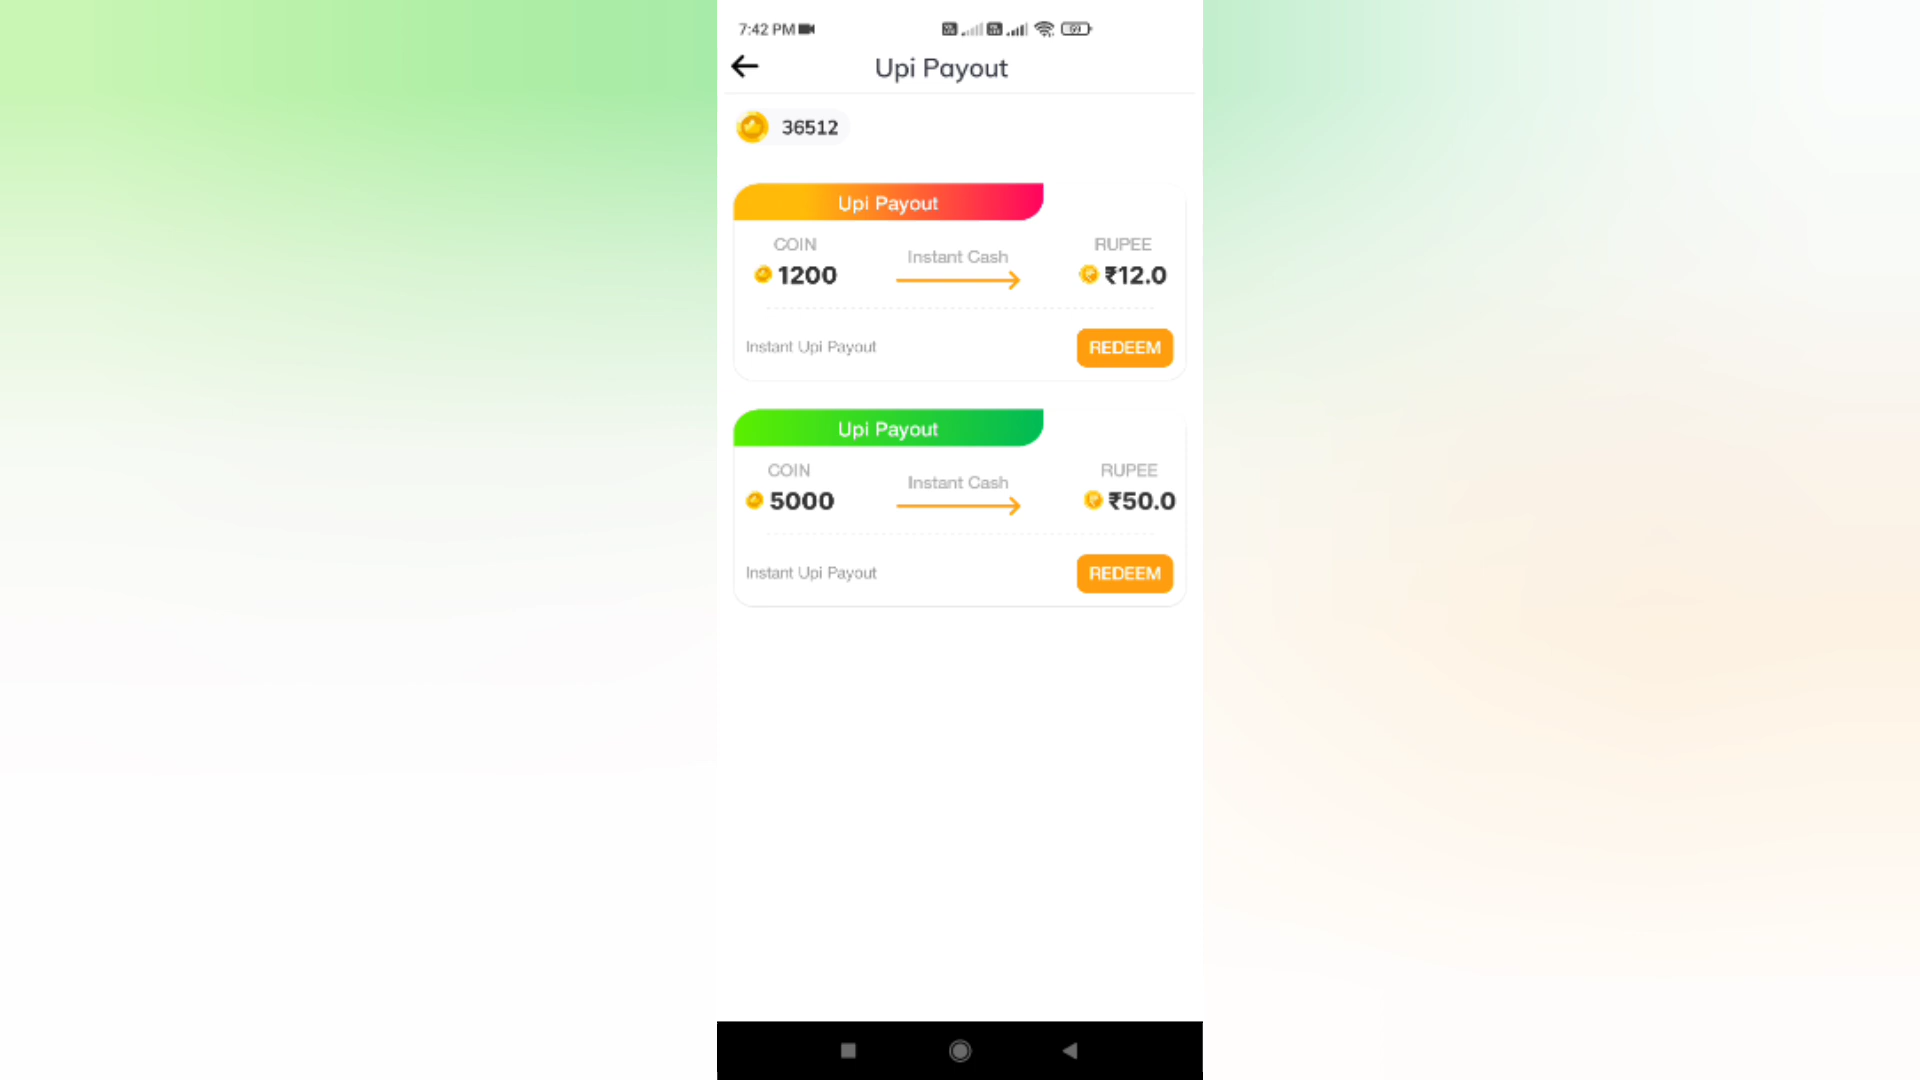 7:42 PM
Upi Payout
36512
Upi Payout
COIN
Instant Cash
RUPEE
1200
₹12.0
Instant Upi Payout
REDEEM
Upi Payout
COIN
Instant Cash
RUPEE
5000
₹50.0
Instant Upi Payout
REDEEM